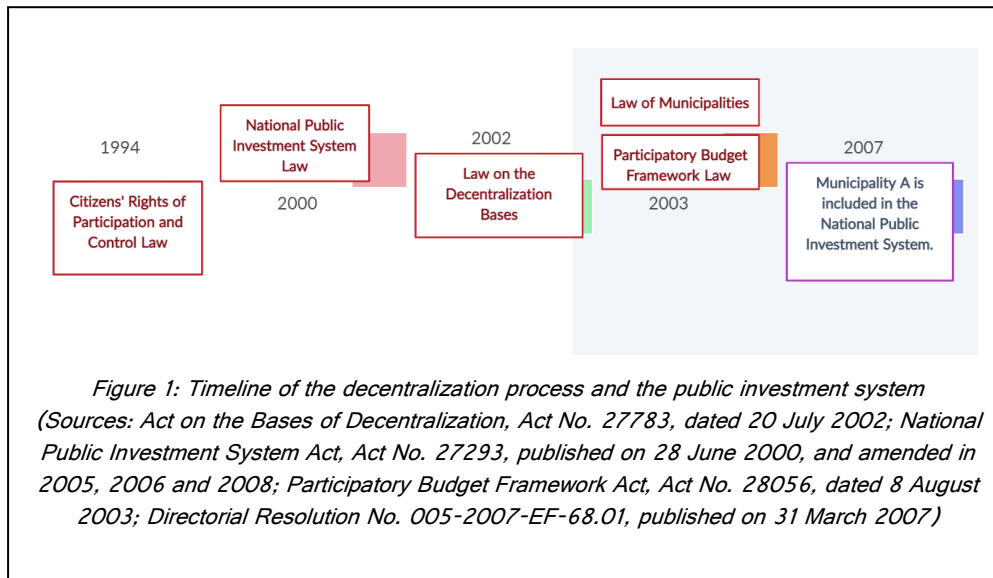 1994
Citizens' Rights of
Participation and
Control Law
National Public
Investment System
Law
2000
2002
Law on the
Decentralization
Bases
Law of Municipalities
Participatory Budget
Framework Law
2003
2007
Municipality A is
included in the
National Public
Investment System.
Figure 1: Timeline of the decentralization process and the public investment system
(Sources: Act on the Bases of Decentralization, Act No. 27783, dated 20 July 2002; National
Public Investment System Act, Act No. 27293, published on 28 June 2000, and amended in
2005, 2006 and 2008; Participatory Budget Framework Act, Act No. 28056, dated 8 August
2003; Directorial Resolution No. 005-2007-EF-68.01, published on 31 March 2007)